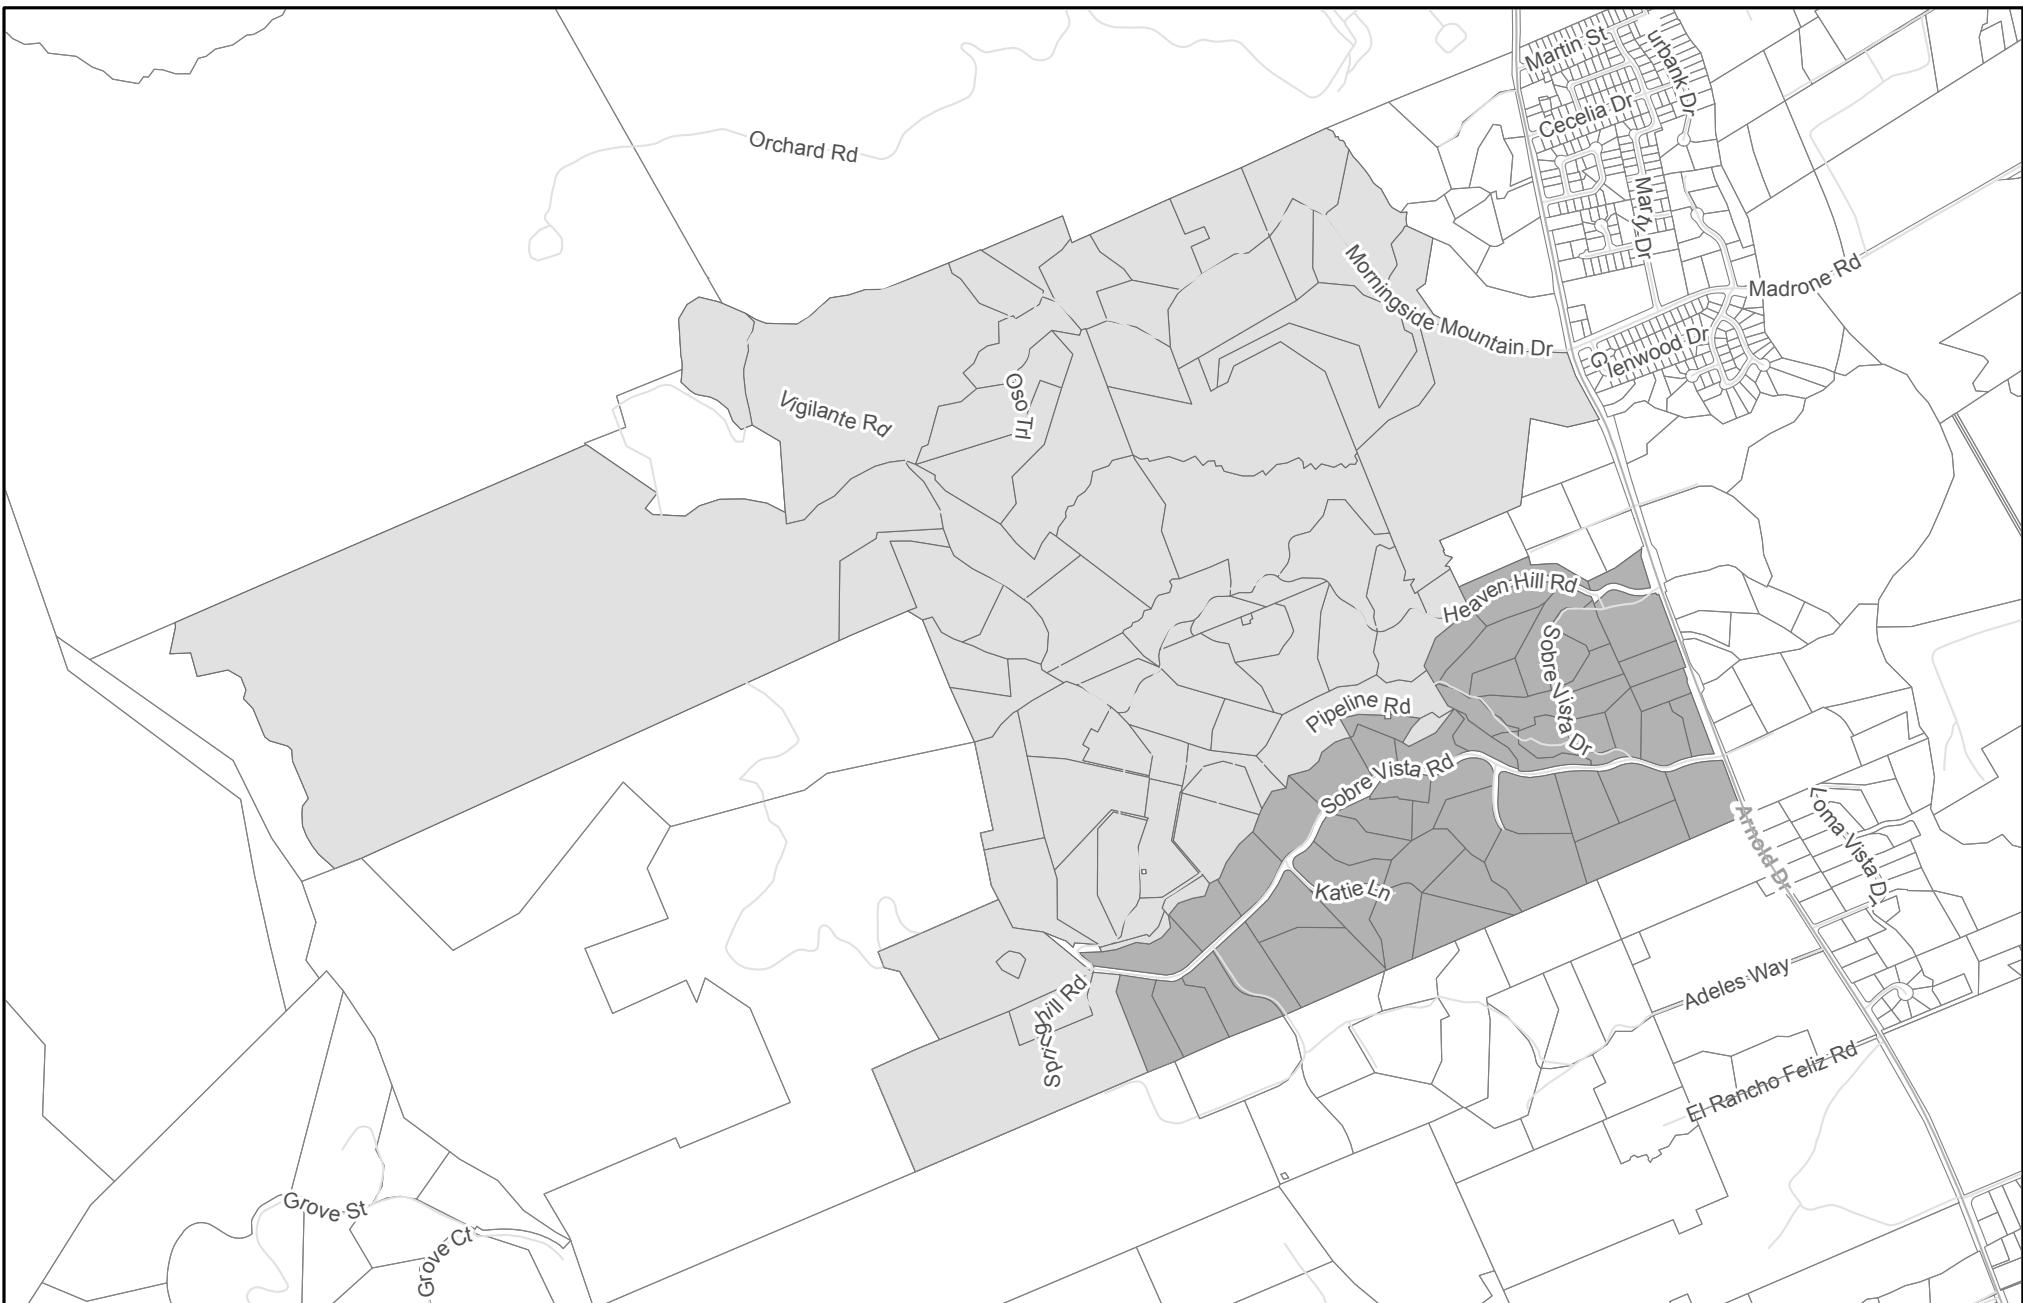 Martin St
urbank Dr
Cecelia Dr
Orchard Rd
Mary Dr
Morningside Mountain Dr
Madrone Rd
Glenwood Dr
Vigilante Rd
Oso Trl
Heaven Hill Rd
Sobre Vista Dr
Pipeline Rd
Sobre Vista Rd
Arnold Dr
Loma Vista Dr
Katie Ln
Adeles Way
Springhill Rd
El Rancho Feliz Rd
Grove St
Grove Ct